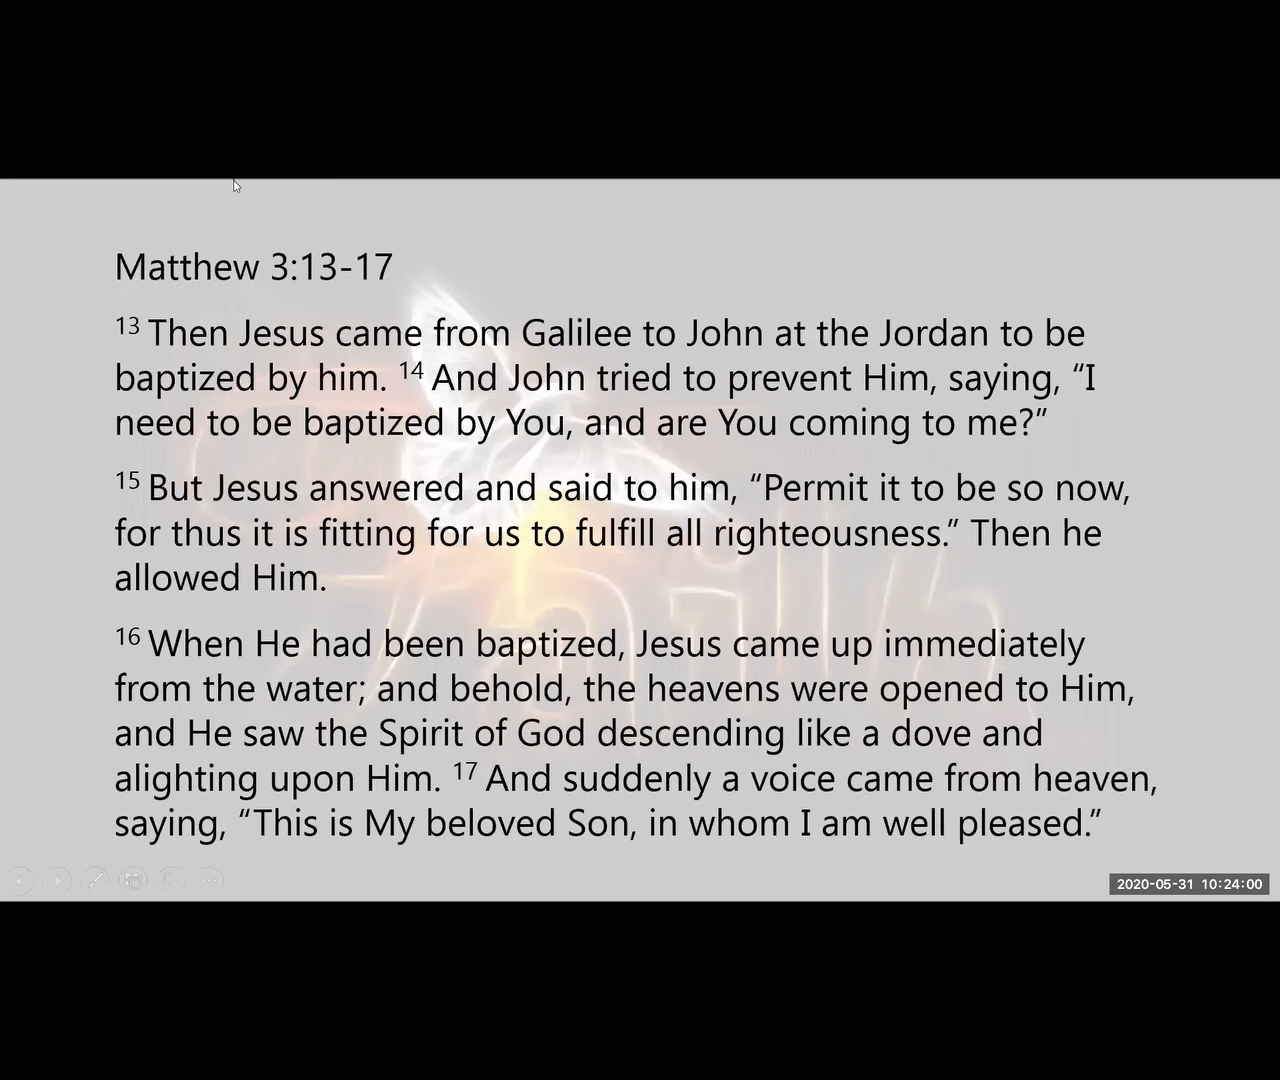 Matthew 3:13-17
13 Then Jesus came from Galilee to John at the Jordan to be
baptized by him. 14 And John tried to prevent Him, saying, “I
need to be baptized by You, and are You coming to me?”
15 But Jesus answered and said to him, “Permit it to be so now,
for thus it is fitting for us to fulfill all righteousness.” Then he
allowed Him.
16 When He had been baptized, Jesus came up immediately
from the water; and behold, the heavens were opened to Him,
and He saw the Spirit of God descending like a dove and
alighting upon Him. 17 And suddenly a voice came from heaven,
saying, “This is My beloved Son, in whom I am well pleased.”
faith
2020-05-31 10:24:00